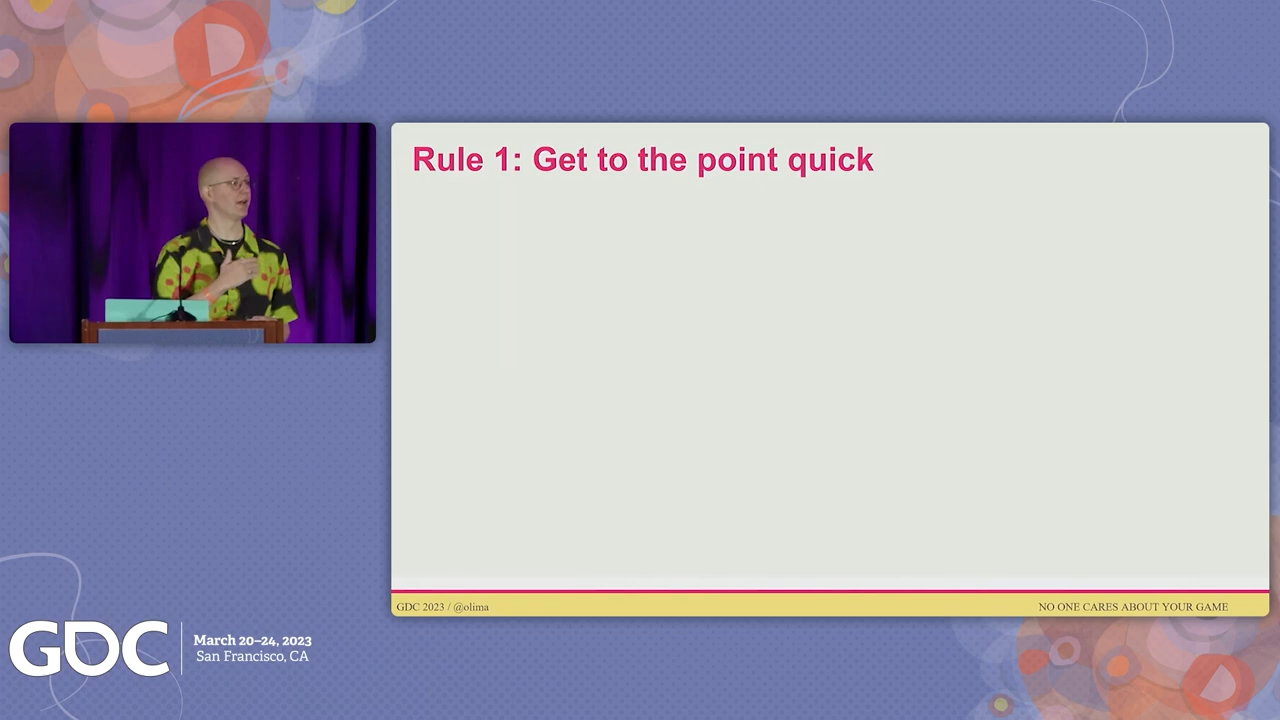 Rule 1: Get to the point quick
GDC 2023 / @olima
NO ONE CARES ABOUT YOUR GAME
GDC
March 20–24, 2023
San Francisco, CA